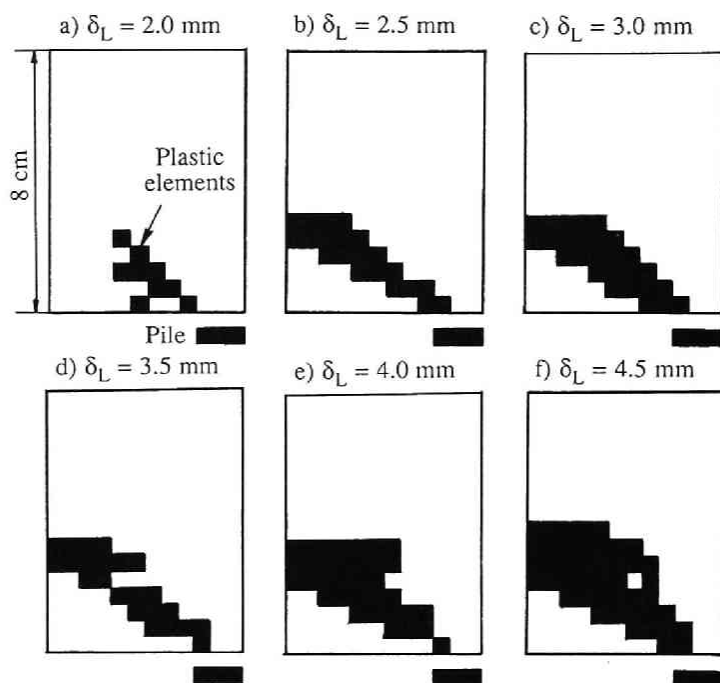 a) δL = 2.0 mm
b) δL = 2.5 mm
c) δL = 3.0 mm
8 cm
Plastic
elements
Pile
d) δL = 3.5 mm
e) δL = 4.0 mm
f) δL = 4.5 mm